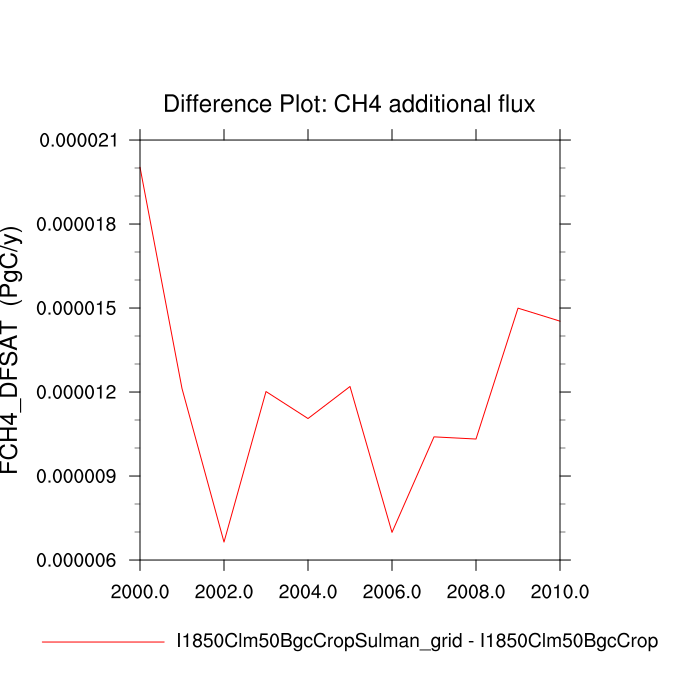 Difference Plot: CH4 additional flux
FCH4_DFSAT (PgC/y)
0.000021
0.000018
0.000015
0.000012
0.000009
0.000006
2000.0 2002.0 2004.0 2006.0 2008.0 2010.0
I1850Clm50BgcCropSulman_grid - I1850Clm50BgcCrop